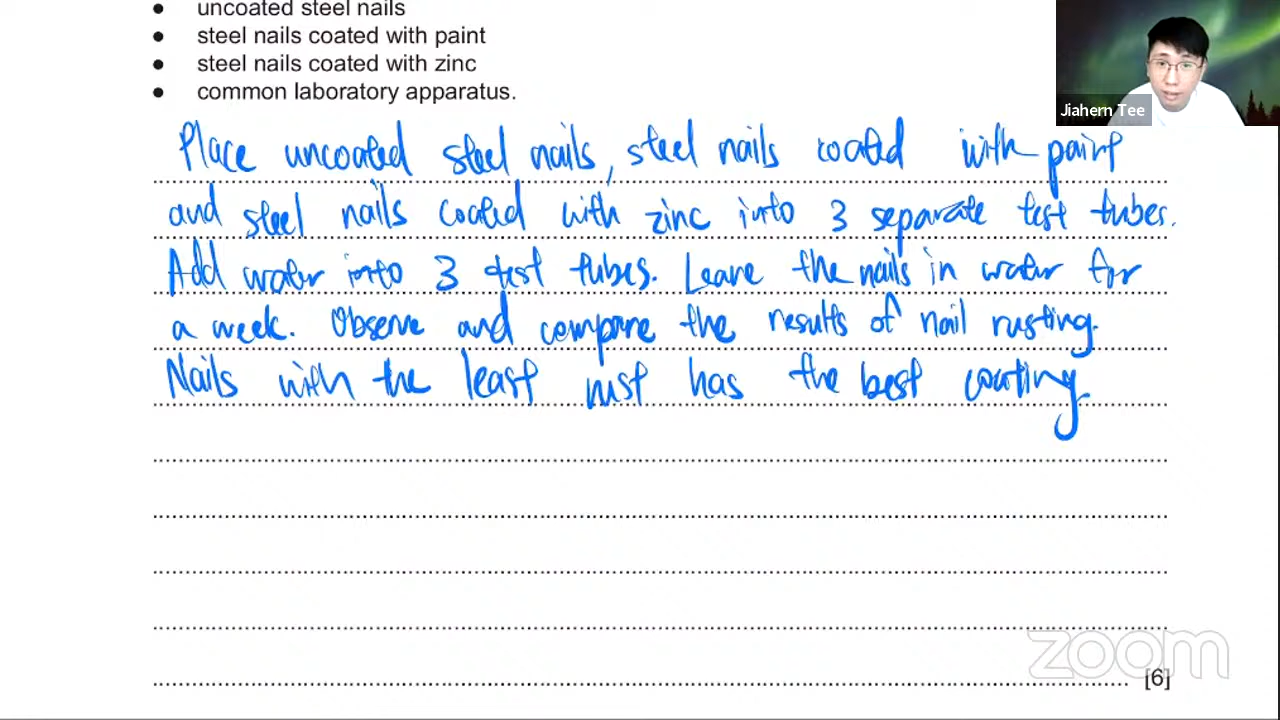 ● uncoated steel nails
● steel nails coated with paint
● steel nails coated with zinc
● common laboratory apparatus.
Jiahern Tee
Place uncoated steel nails, steel nails coated with paint
and steel nails coated with zinc into 3 separate test tubes.
Add water into 3 test tubes. Leave the nails in water for
a week. Observe and compare the results of nail rusting.
Nails with the least rust has the best coating
zoom
[6]